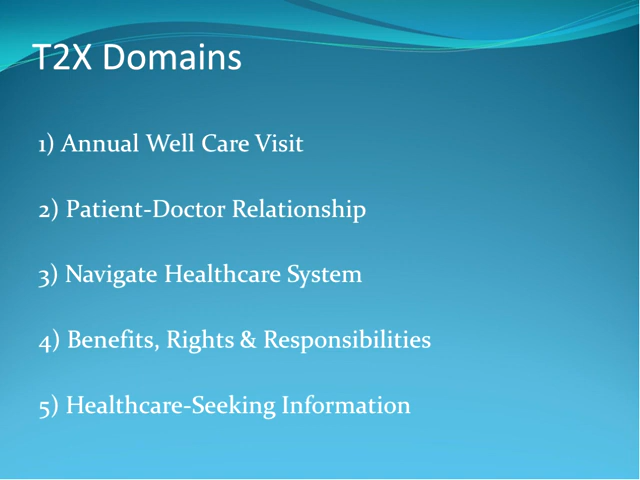 T2X Domains
1) Annual Well Care Visit
2) Patient-Doctor Relationship
3) Navigate Healthcare System
4) Benefits, Rights & Responsibilities
5) Healthcare-Seeking Information